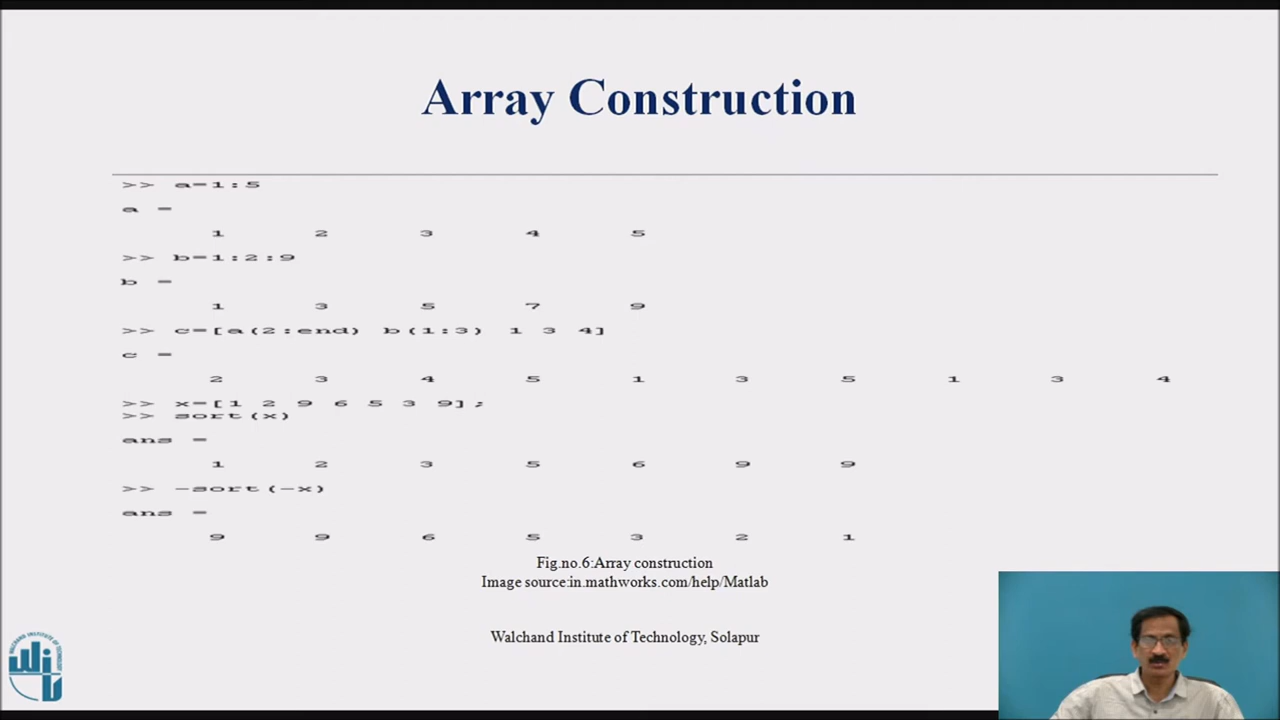 Array Construction
>> a=1:5
a =
1 2 3 4 5
>> b=1:2:9
b =
1 3 5 7 9
>> c=[a(2:end) b(1:3) 1 3 4]
c =
2 3 4 5 1 3 5 1 3 4
>> x=[1 2 9 6 5 3 9];
>> sort(x)
ans =
1 2 3 5 6 9 9
>> -sort(-x)
ans =
9 9 6 5 3 2 1
Fig.no.6:Array construction
Image source:in.mathworks.com/help/Matlab
Walchand Institute of Technology, Solapur
WALCHAND INSTITUTE OF TECHNOLOGY